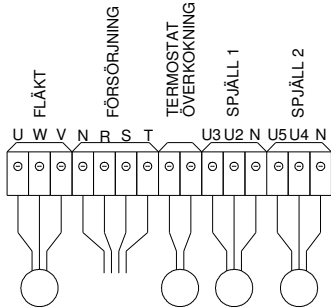 FLÄKT
FÖRSÖRJNING
TERMOSTAT
ÖVERKOKNING
SPJÄLL 1
SPJÄLL 2
U W V N R S T U3 U2 N U5 U4 N